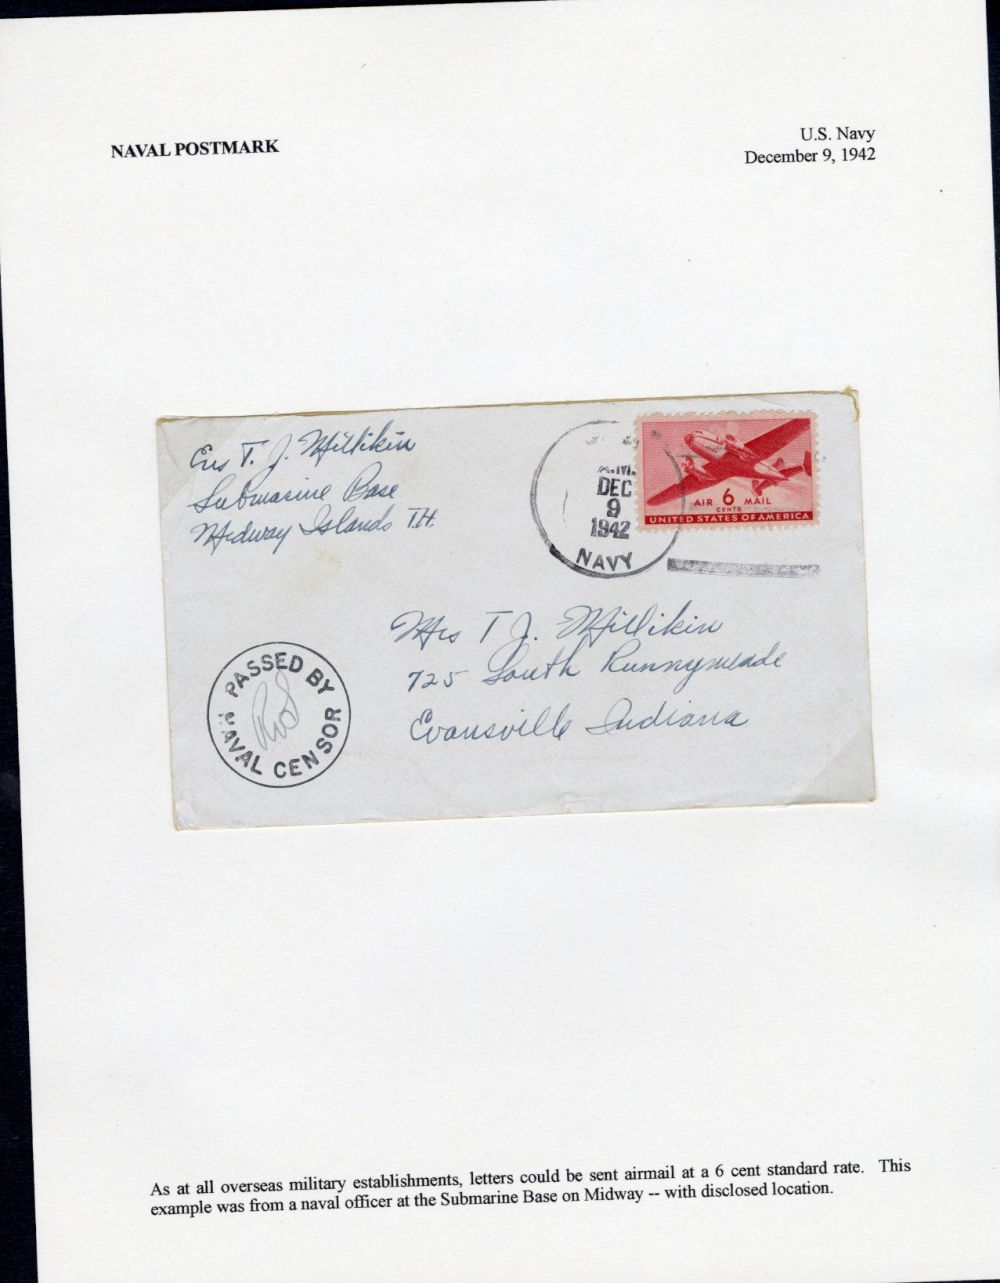 NAVAL POSTMARK
U.S. Navy
December 9, 1942
Ens T. J. Millikin
Submarine Base
Midway Islands T.H.
A.M.
DEC
9
1942
NAVY
AIR 6 MAIL
CENTS
UNITED STATES OF AMERICA
Mrs T J. Millikin
725 South Runnymeade
Evansville Indiana
PASSED BY
NAVAL CENSOR
As at all overseas military establishments, letters could be sent airmail at a 6 cent standard rate. This
example was from a naval officer at the Submarine Base on Midway -- with disclosed location.